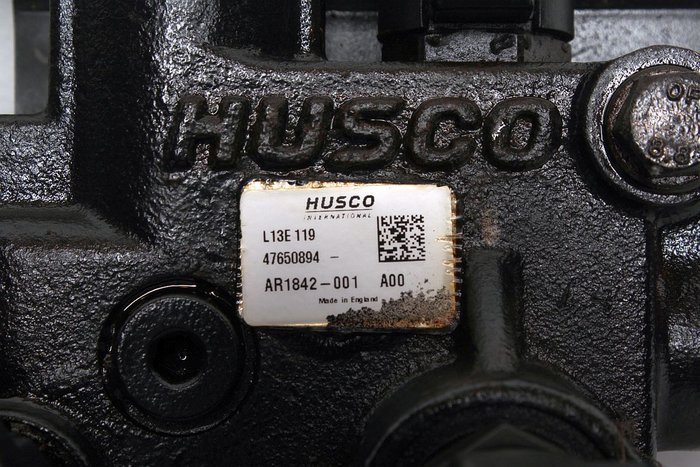 HUSCO
HUSCO
INTERNATIONAL
L13E 119
47650894 -
AR1842-001 A00
Made in England